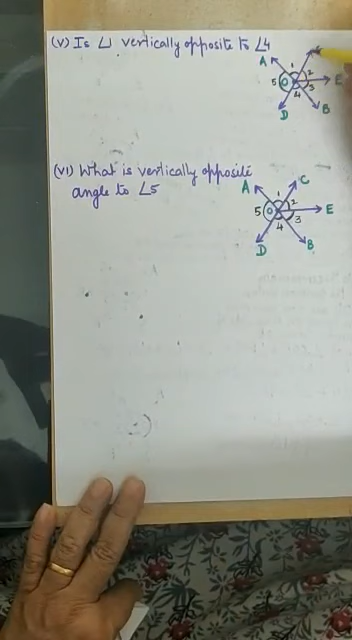 (v) Is ∠1 vertically opposite to ∠4
A
1
2
E
5
O
3
4
D
B
(vi) What is vertically opposite
angle to ∠5
A
C
1
2
5
O
E
3
4
D
B